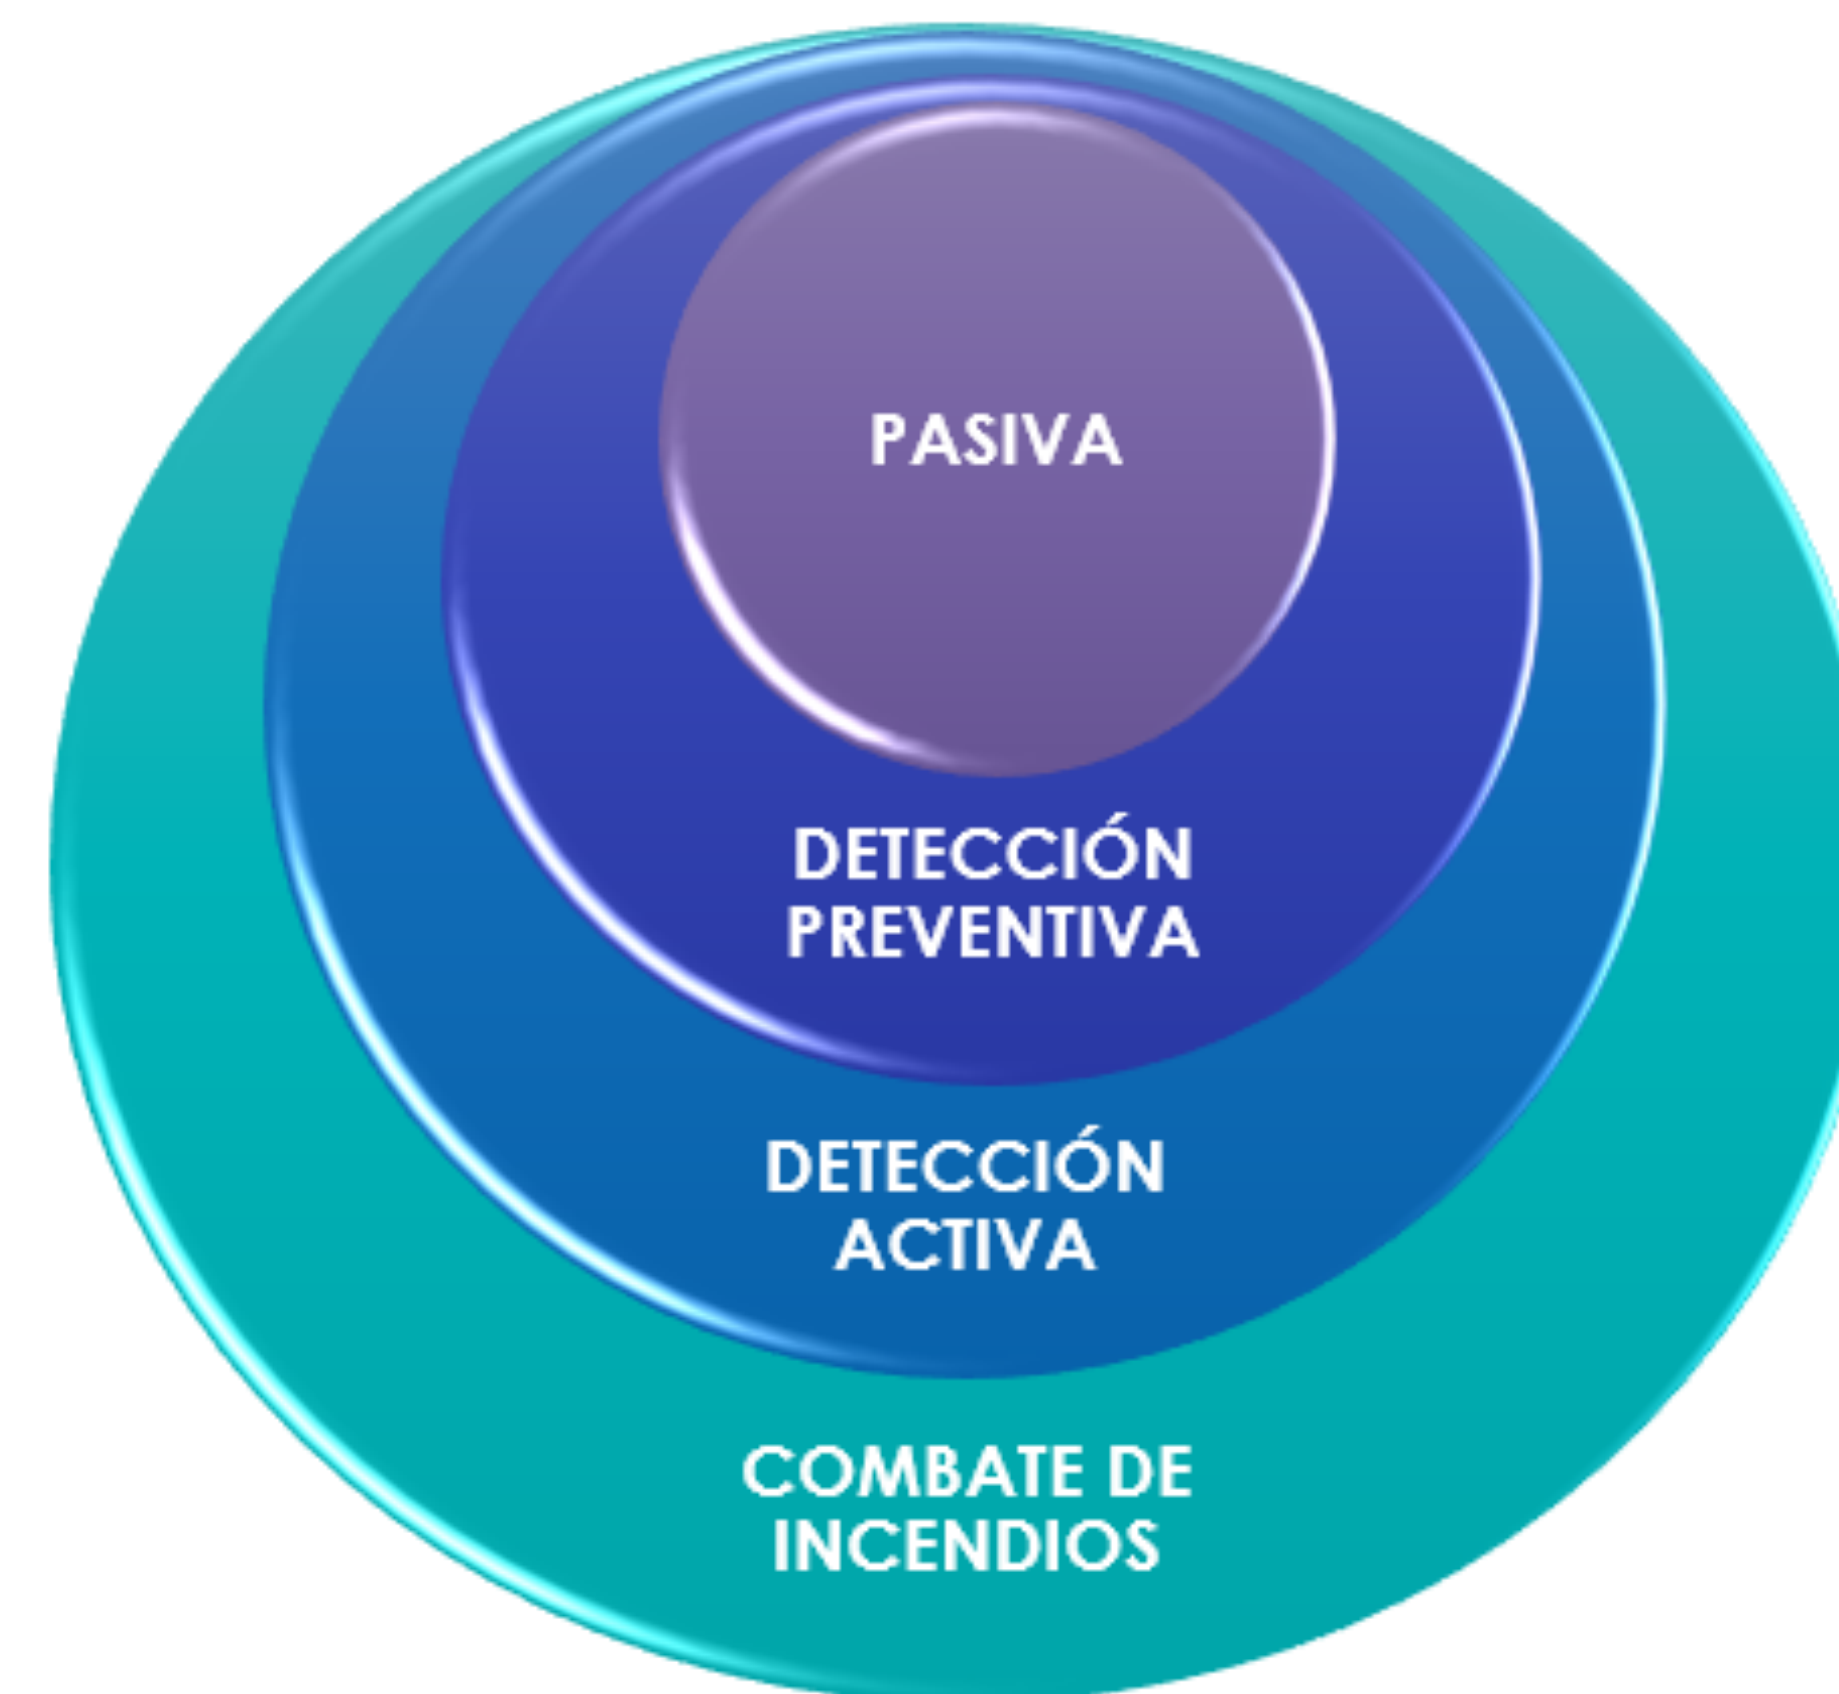 PASIVA
DETECCIÓN
PREVENTIVA
DETECCIÓN
ACTIVA
COMBATE DE
INCENDIOS